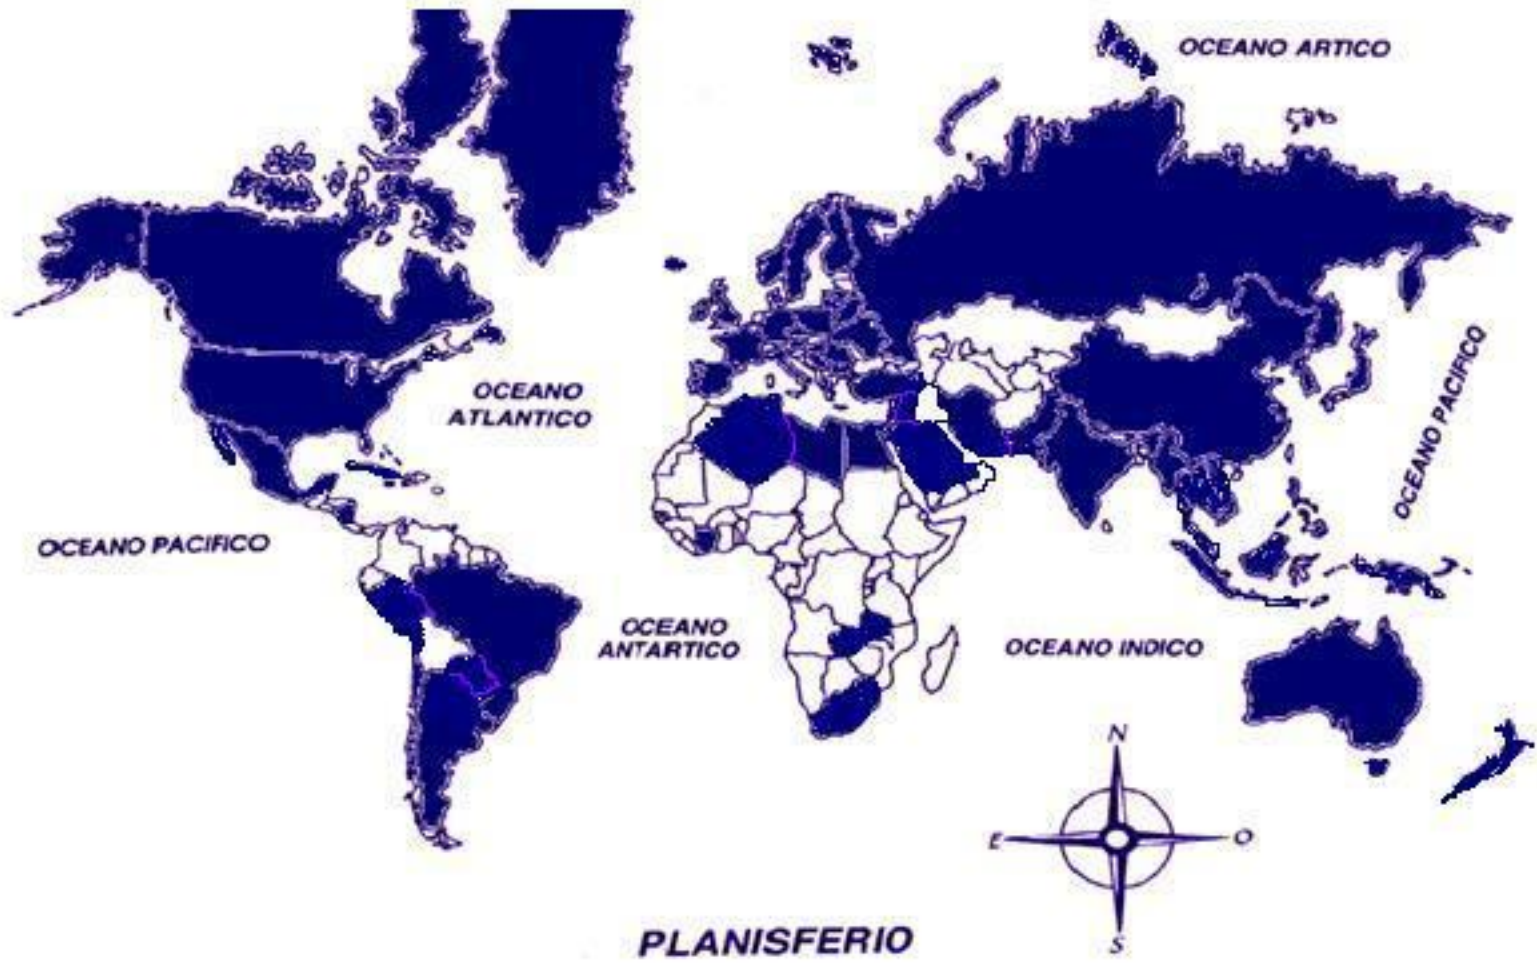 OCEANO ARTICO
OCEANO
ATLANTICO
OCEANO PACIFICO
OCEANO PACIFICO
OCEANO
ANTARTICO
OCEANO INDICO
N
E
O
S
PLANISFERIO